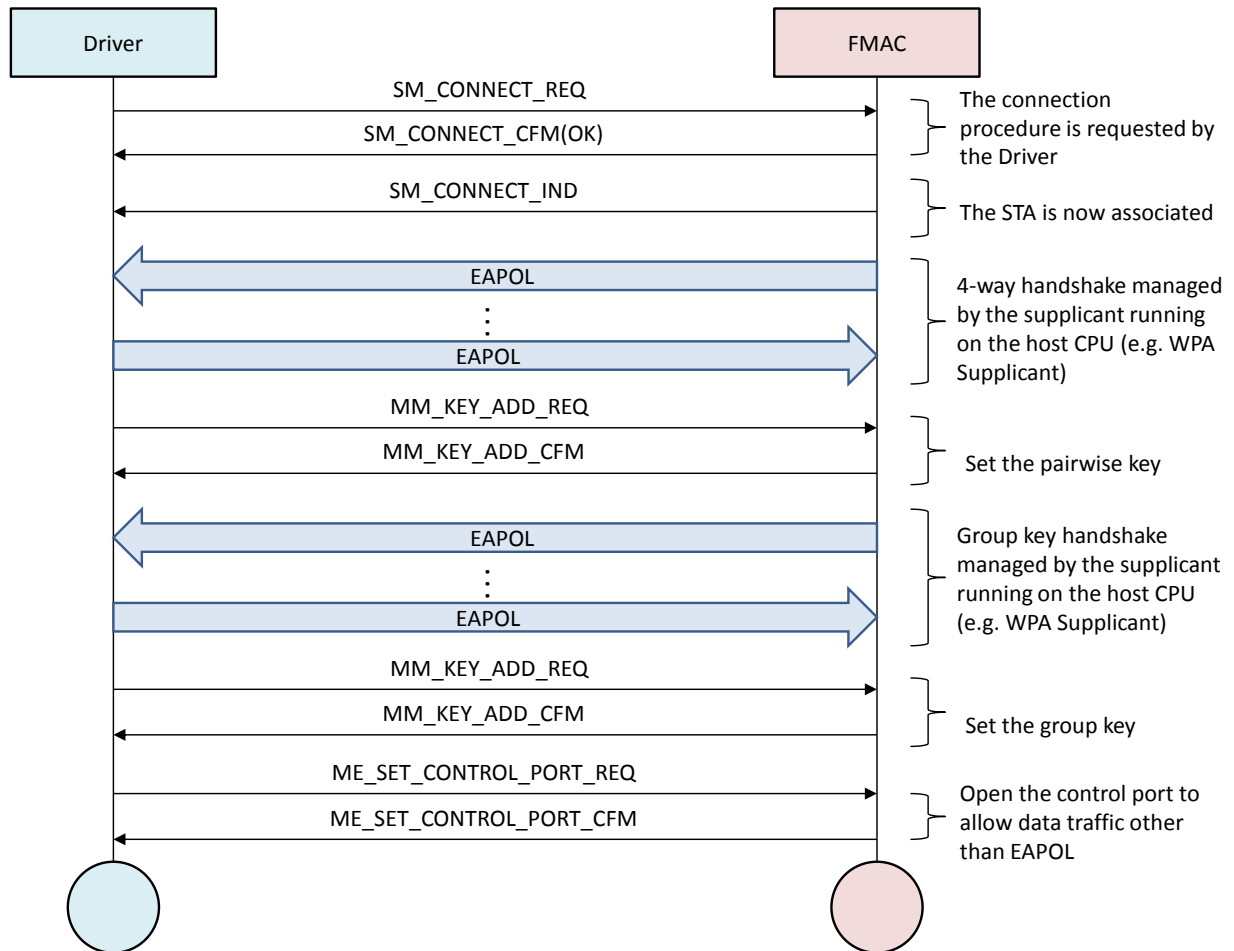 Driver
FMAC
SM_CONNECT_REQ
The connection
procedure is requested by
the Driver
SM_CONNECT_CFM(OK)
SM_CONNECT_IND
The STA is now associated
EAPOL
4-way handshake managed
by the supplicant running
on the host CPU (e.g. WPA
Supplicant)
EAPOL
MM_KEY_ADD_REQ
MM_KEY_ADD_CFM
Set the pairwise key
EAPOL
Group key handshake
managed by the supplicant
running on the host CPU
(e.g. WPA Supplicant)
EAPOL
MM_KEY_ADD_REQ
MM_KEY_ADD_CFM
Set the group key
ME_SET_CONTROL_PORT_REQ
ME_SET_CONTROL_PORT_CFM
Open the control port to
allow data traffic other
than EAPOL